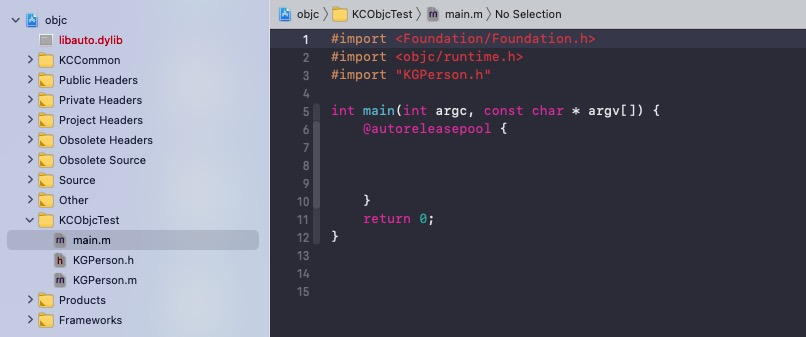 objc
libauto.dylib
KCCommon
Public Headers
Private Headers
Project Headers
Obsolete Headers
Obsolete Source
Source
Other
KCObjcTest
m main.m
h KGPerson.h
m KGPerson.m
Products
Frameworks
objc 〉 KCObjcTest 〉 m main.m 〉 No Selection
1 #import <Foundation/Foundation.h>
2 #import <objc/runtime.h>
3 #import "KGPerson.h"
4
5 int main(int argc, const char * argv[]) {
6     @autoreleasepool {
7
8
9
10     }
11     return 0;
12 }
13
14
15